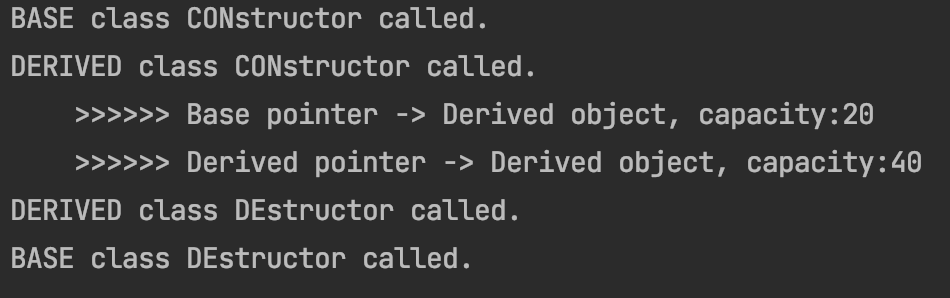 BASE class CONstructor called.
DERIVED class CONstructor called.
    >>>>>> Base pointer -> Derived object, capacity:20
    >>>>>> Derived pointer -> Derived object, capacity:40
DERIVED class DEstructor called.
BASE class DEstructor called.